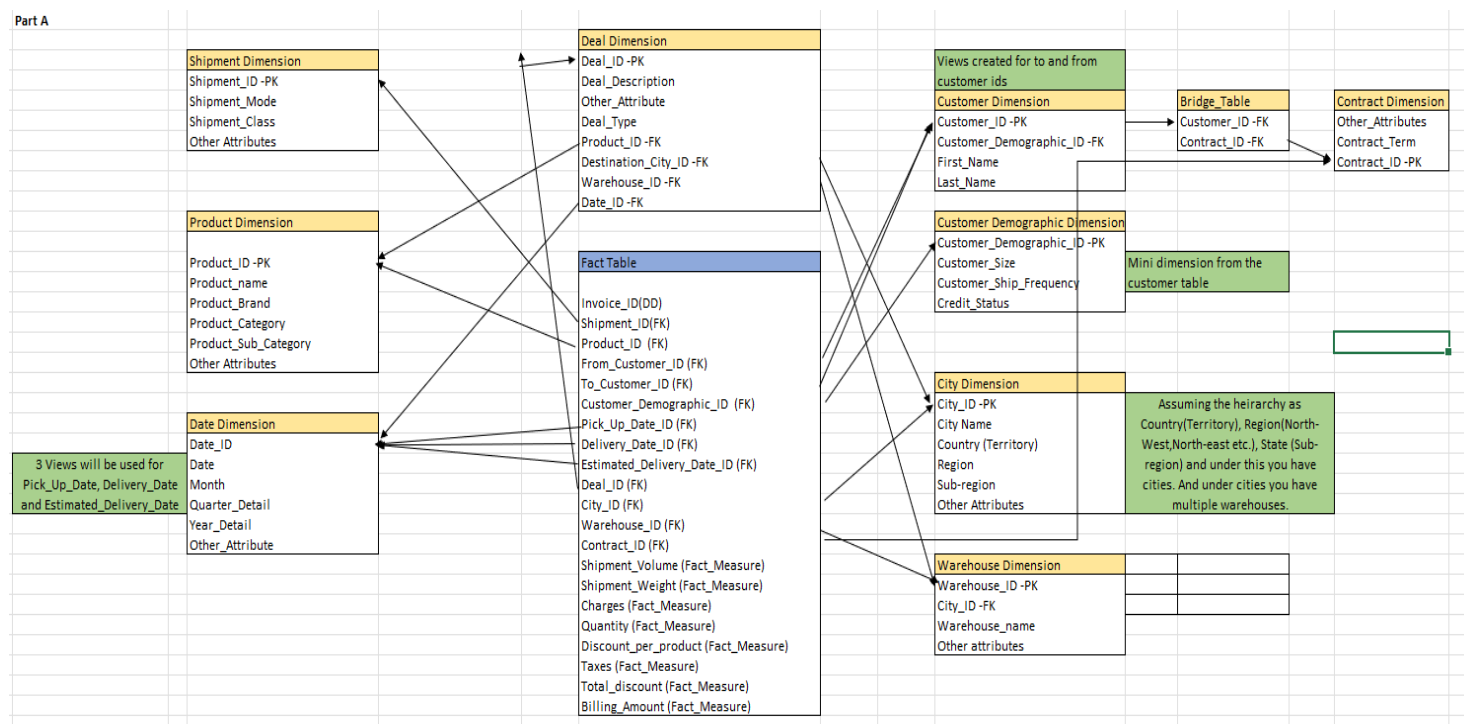 Part A
Shipment Dimension
Shipment_ID -PK
Shipment_Mode
Shipment_Class
Other Attributes
Product Dimension
Product_ID -PK
Product_name
Product_Brand
Product_Category
Product_Sub_Category
Other Attributes
3 Views will be used for
Pick_Up_Date, Delivery_Date
and Estimated_Delivery_Date
Date Dimension
Date_ID
Date
Month
Quarter_Detail
Year_Detail
Other_Attribute
Deal Dimension
Deal_ID -PK
Deal_Description
Other_Attribute
Deal_Type
Product_ID -FK
Destination_City_ID -FK
Warehouse_ID -FK
Date_ID -FK
Fact Table
Invoice_ID(DD)
Shipment_ID(FK)
Product_ID (FK)
From_Customer_ID (FK)
To_Customer_ID (FK)
Customer_Demographic_ID (FK)
Pick_Up_Date_ID (FK)
Delivery_Date_ID (FK)
Estimated_Delivery_Date_ID (FK)
Deal_ID (FK)
City_ID (FK)
Warehouse_ID (FK)
Contract_ID (FK)
Shipment_Volume (Fact_Measure)
Shipment_Weight (Fact_Measure)
Charges (Fact_Measure)
Quantity (Fact_Measure)
Discount_per_product (Fact_Measure)
Taxes (Fact_Measure)
Total_discount (Fact_Measure)
Billing_Amount (Fact_Measure)
Views created for to and from
customer ids
Customer Dimension
Customer_ID -PK
Customer_Demographic_ID -FK
First_Name
Last_Name
Bridge_Table
Customer_ID -FK
Contract_ID -FK
Contract Dimension
Other_Attributes
Contract_Term
Contract_ID -PK
Customer Demographic Dimension
Customer_Demographic_ID -PK
Customer_Size
Customer_Ship_Frequency
Credit_Status
Mini dimension from the
customer table
City Dimension
City_ID -PK
City Name
Country (Territory)
Region
Sub-region
Other Attributes
Assuming the heirarchy as
Country(Territory), Region(North-
West,North-east etc.), State (Sub-
region) and under this you have
cities. And under cities you have
multiple warehouses.
Warehouse Dimension
Warehouse_ID -PK
City_ID -FK
Warehouse_name
Other attributes